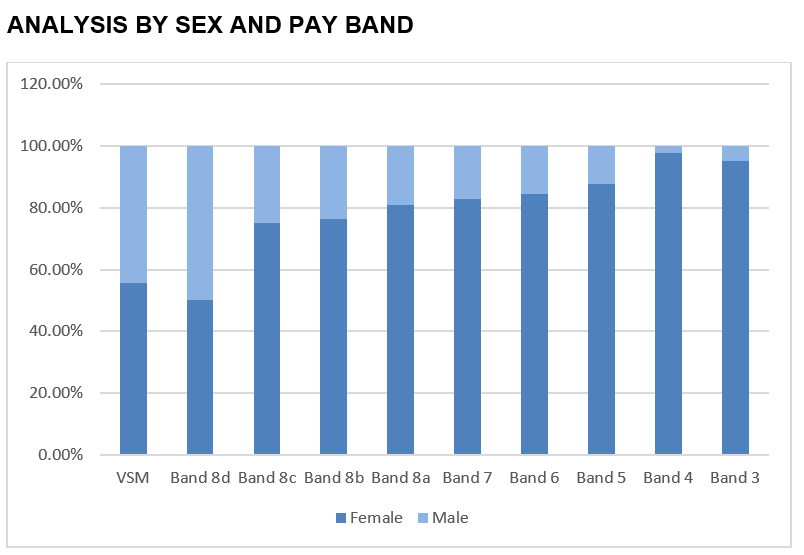 ANALYSIS BY SEX AND PAY BAND
120.00%
100.00%
80.00%
60.00%
40.00%
20.00%
0.00%
VSM Band 8d Band 8c Band 8b Band 8a Band 7 Band 6 Band 5 Band 4 Band 3
Female Male